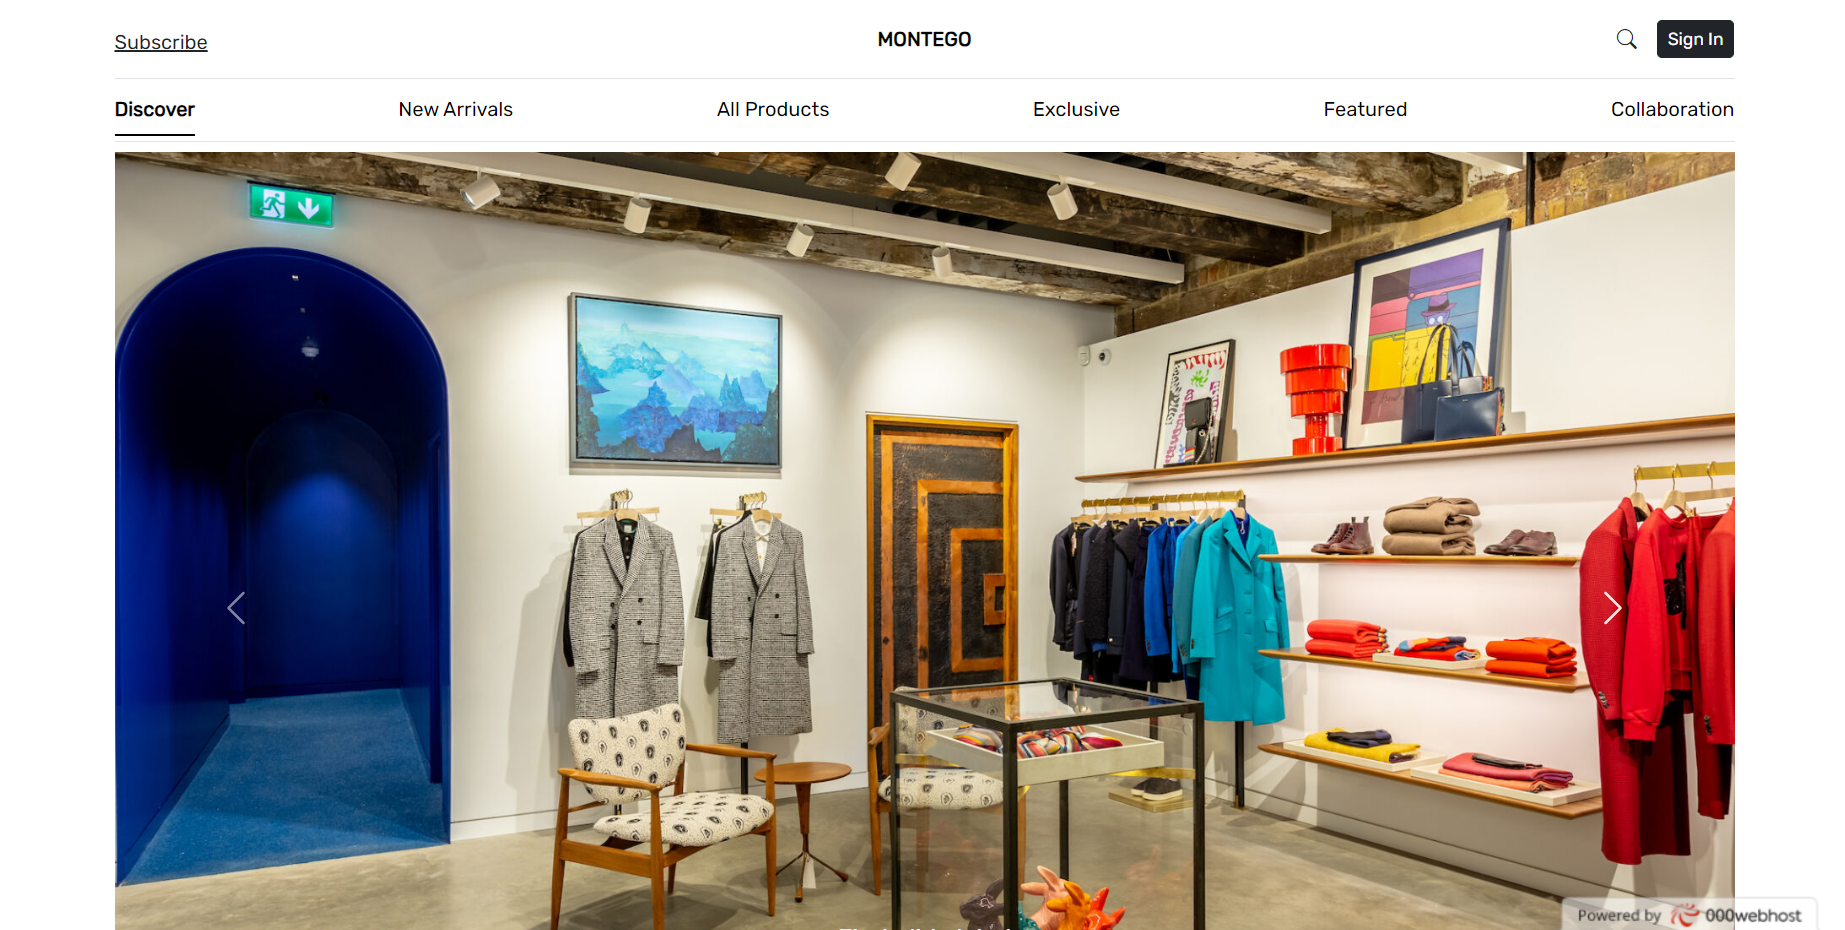 Subscribe
MONTEGO
Sign In
Discover
New Arrivals
All Products
Exclusive
Featured
Collaboration
Powered by 000webhost